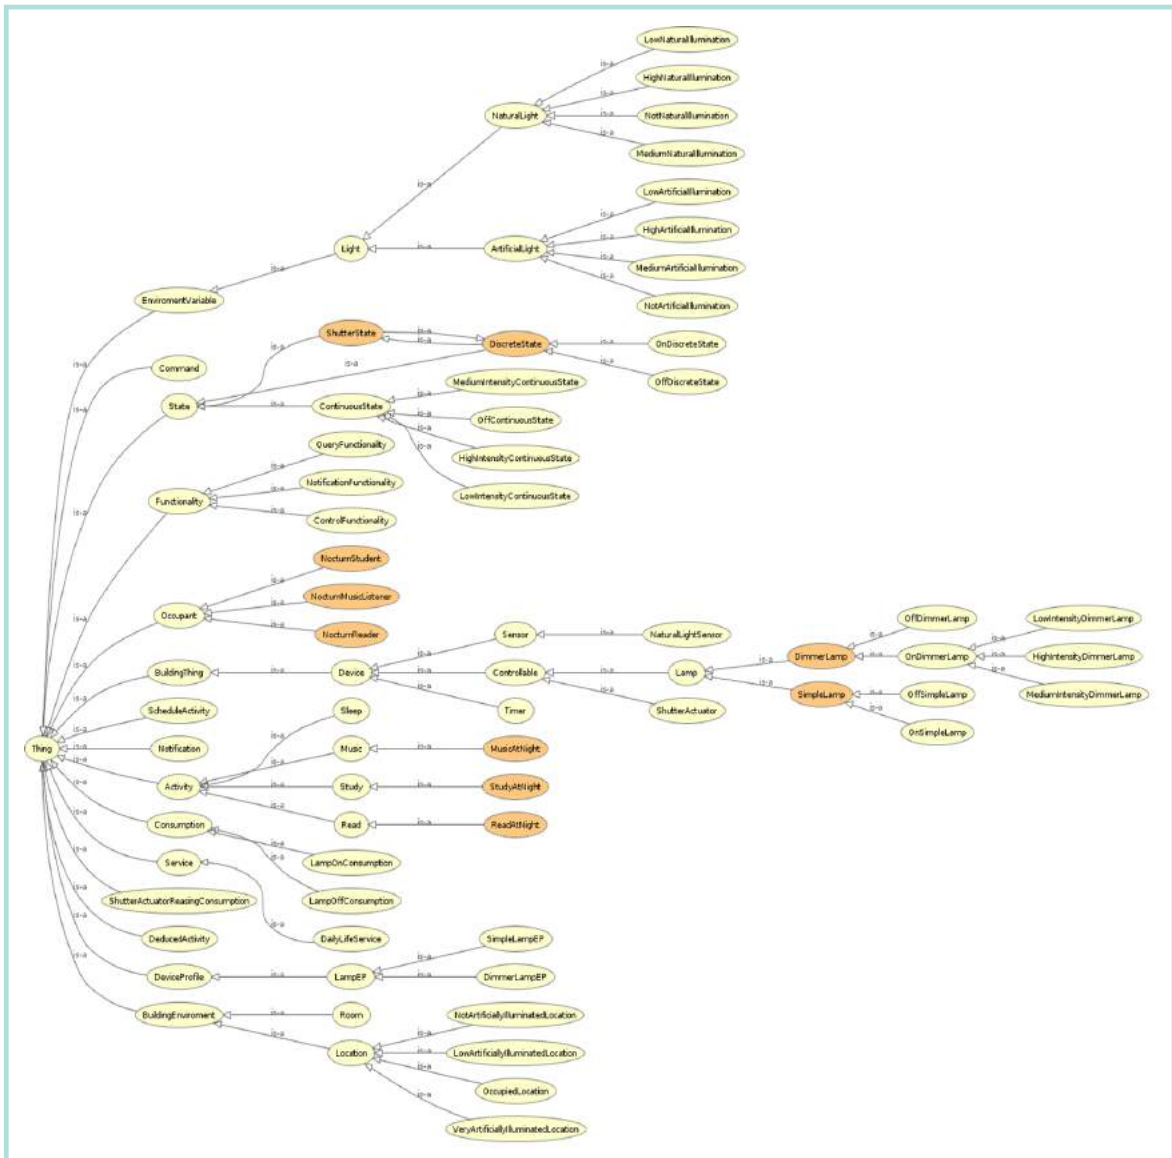 LowNaturalIllumination
HighNaturalIllumination
NaturalLight
NotNaturalIllumination
MediumNaturalIllumination
LowArtificialIllumination
HighArtificialIllumination
Light
ArtificialLight
MediumArtificialIllumination
EnviromentVariable
NotArtificialIllumination
ShutterState
DiscreteState
OnDiscreteState
Command
MediumIntensityContinuousState
OffDiscreteState
State
ContinuousState
OffContinuousState
QueryFunctionality
HighIntensityContinuousState
NotificationFunctionality
LowIntensityContinuousState
Functionality
ControlFunctionality
NocturnStudent
NocturnMusicListener
Occupant
NocturnReader
Sensor
NaturalLightSensor
OffDimmerLamp
LowIntensityDimmerLamp
DimmerLamp
OnDimmerLamp
HighIntensityDimmerLamp
BuildingThing
Device
Controllable
Lamp
SimpleLamp
OffSimpleLamp
MediumIntensityDimmerLamp
ScheduleActivity
Sleep
Timer
ShutterActuator
OnSimpleLamp
Thing
Notification
Music
MusicAtNight
Activity
Study
StudyAtNight
Consumption
Read
ReadAtNight
Service
LampOnConsumption
ShutterActuatorReasingConsumption
LampOffConsumption
DeducedActivity
DailyLifeService
SimpleLampEP
DeviceProfile
LampEP
DimmerLampEP
BuildingEnviroment
Room
NotArtificiallyIlluminatedLocation
Location
LowArtificiallyIlluminatedLocation
OccupiedLocation
VeryArtificiallyIlluminatedLocation
is-a